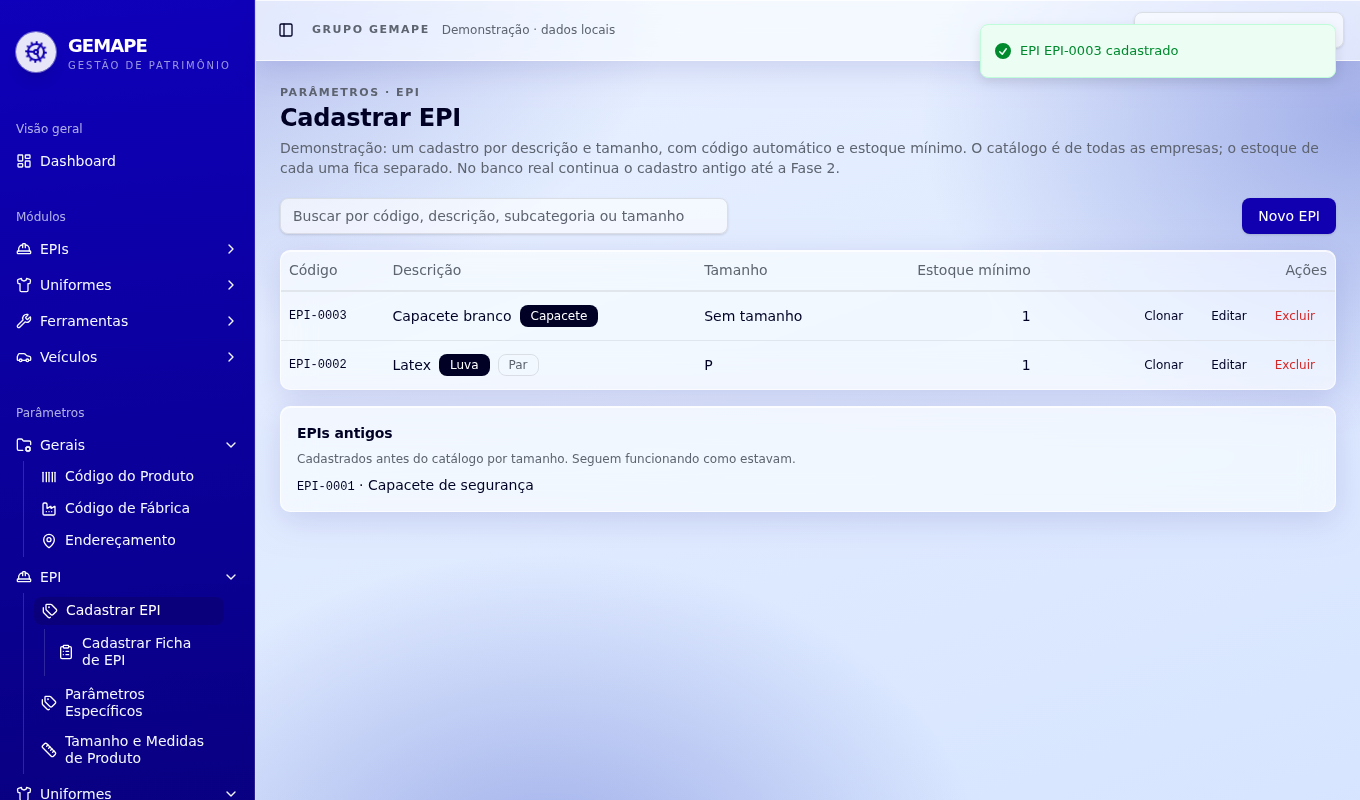 GEMAPE
GESTÃO DE PATRIMÔNIO
Visão geral
Dashboard
Módulos
EPIs
Uniformes
Ferramentas
Veículos
Parâmetros
Gerais
Código do Produto
Código de Fábrica
Endereçamento
EPI
Cadastrar EPI
Cadastrar Ficha
de EPI
Parâmetros
Específicos
Tamanho e Medidas
de Produto
Uniformes
GRUPO GEMAPE Demonstração · dados locais
EPI EPI-0003 cadastrado
PARÂMETROS · EPI
Cadastrar EPI
Demonstração: um cadastro por descrição e tamanho, com código automático e estoque mínimo. O catálogo é de todas as empresas; o estoque de
cada uma fica separado. No banco real continua o cadastro antigo até a Fase 2.
Buscar por código, descrição, subcategoria ou tamanho
Novo EPI
Código Descrição Tamanho Estoque mínimo Ações
EPI-0003 Capacete branco Capacete Sem tamanho 1 Clonar Editar Excluir
EPI-0002 Latex Luva Par P 1 Clonar Editar Excluir
EPIs antigos
Cadastrados antes do catálogo por tamanho. Seguem funcionando como estavam.
EPI-0001 · Capacete de segurança